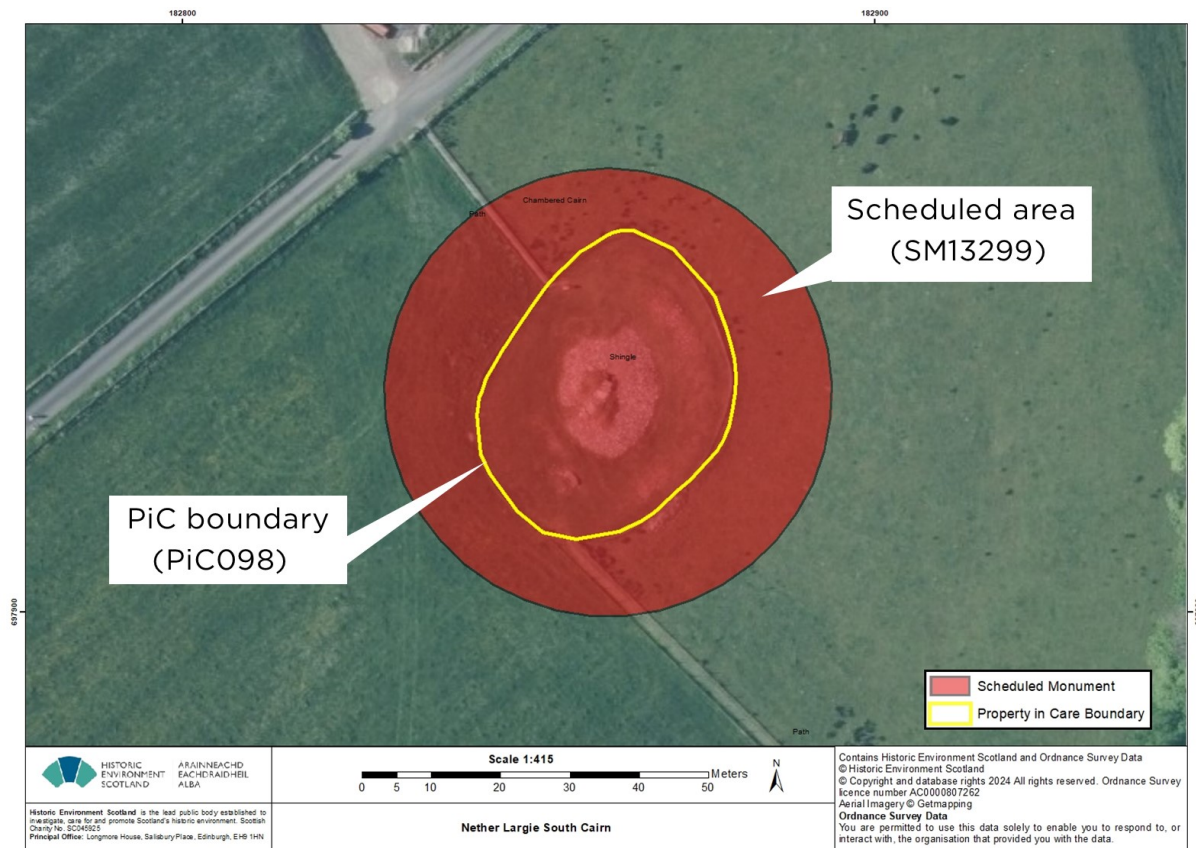 182800
182900
Chambered Cairn
Path
Scheduled area
(SM13299)
Shingle
PiC boundary
(PiC098)
697900
Scheduled Monument
Property in Care Boundary
Path
HISTORIC
ENVIRONMENT
SCOTLAND
ÀRAINNEACHD
EACHDRAIDHEIL
ALBA
Historic Environment Scotland is the lead public body established to
investigate, care for and promote Scotland's historic environment. Scottish
Charity No. SC045925
Principal Office: Longmore House, Salisbury Place, Edinburgh, EH9 1HN
Scale 1:415
Meters
0 5 10 20 30 40 50
N
Nether Largie South Cairn
Contains Historic Environment Scotland and Ordnance Survey Data
© Historic Environment Scotland
© Copyright and database rights 2024 All rights reserved. Ordnance Survey
licence number AC0000807262
Aerial Imagery © Getmapping
Ordnance Survey Data
You are permitted to use this data solely to enable you to respond to, or
interact with, the organisation that provided you with the data.